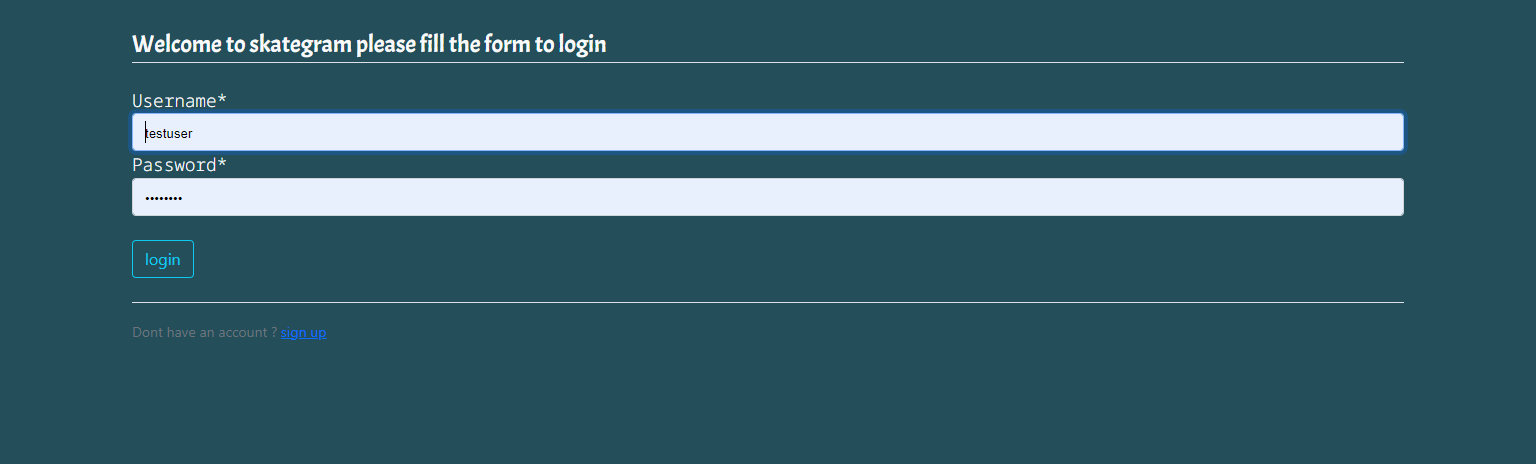 Welcome to skategram please fill the form to login
Username*
testuser
Password*
••••••••
login
Dont have an account ? sign up